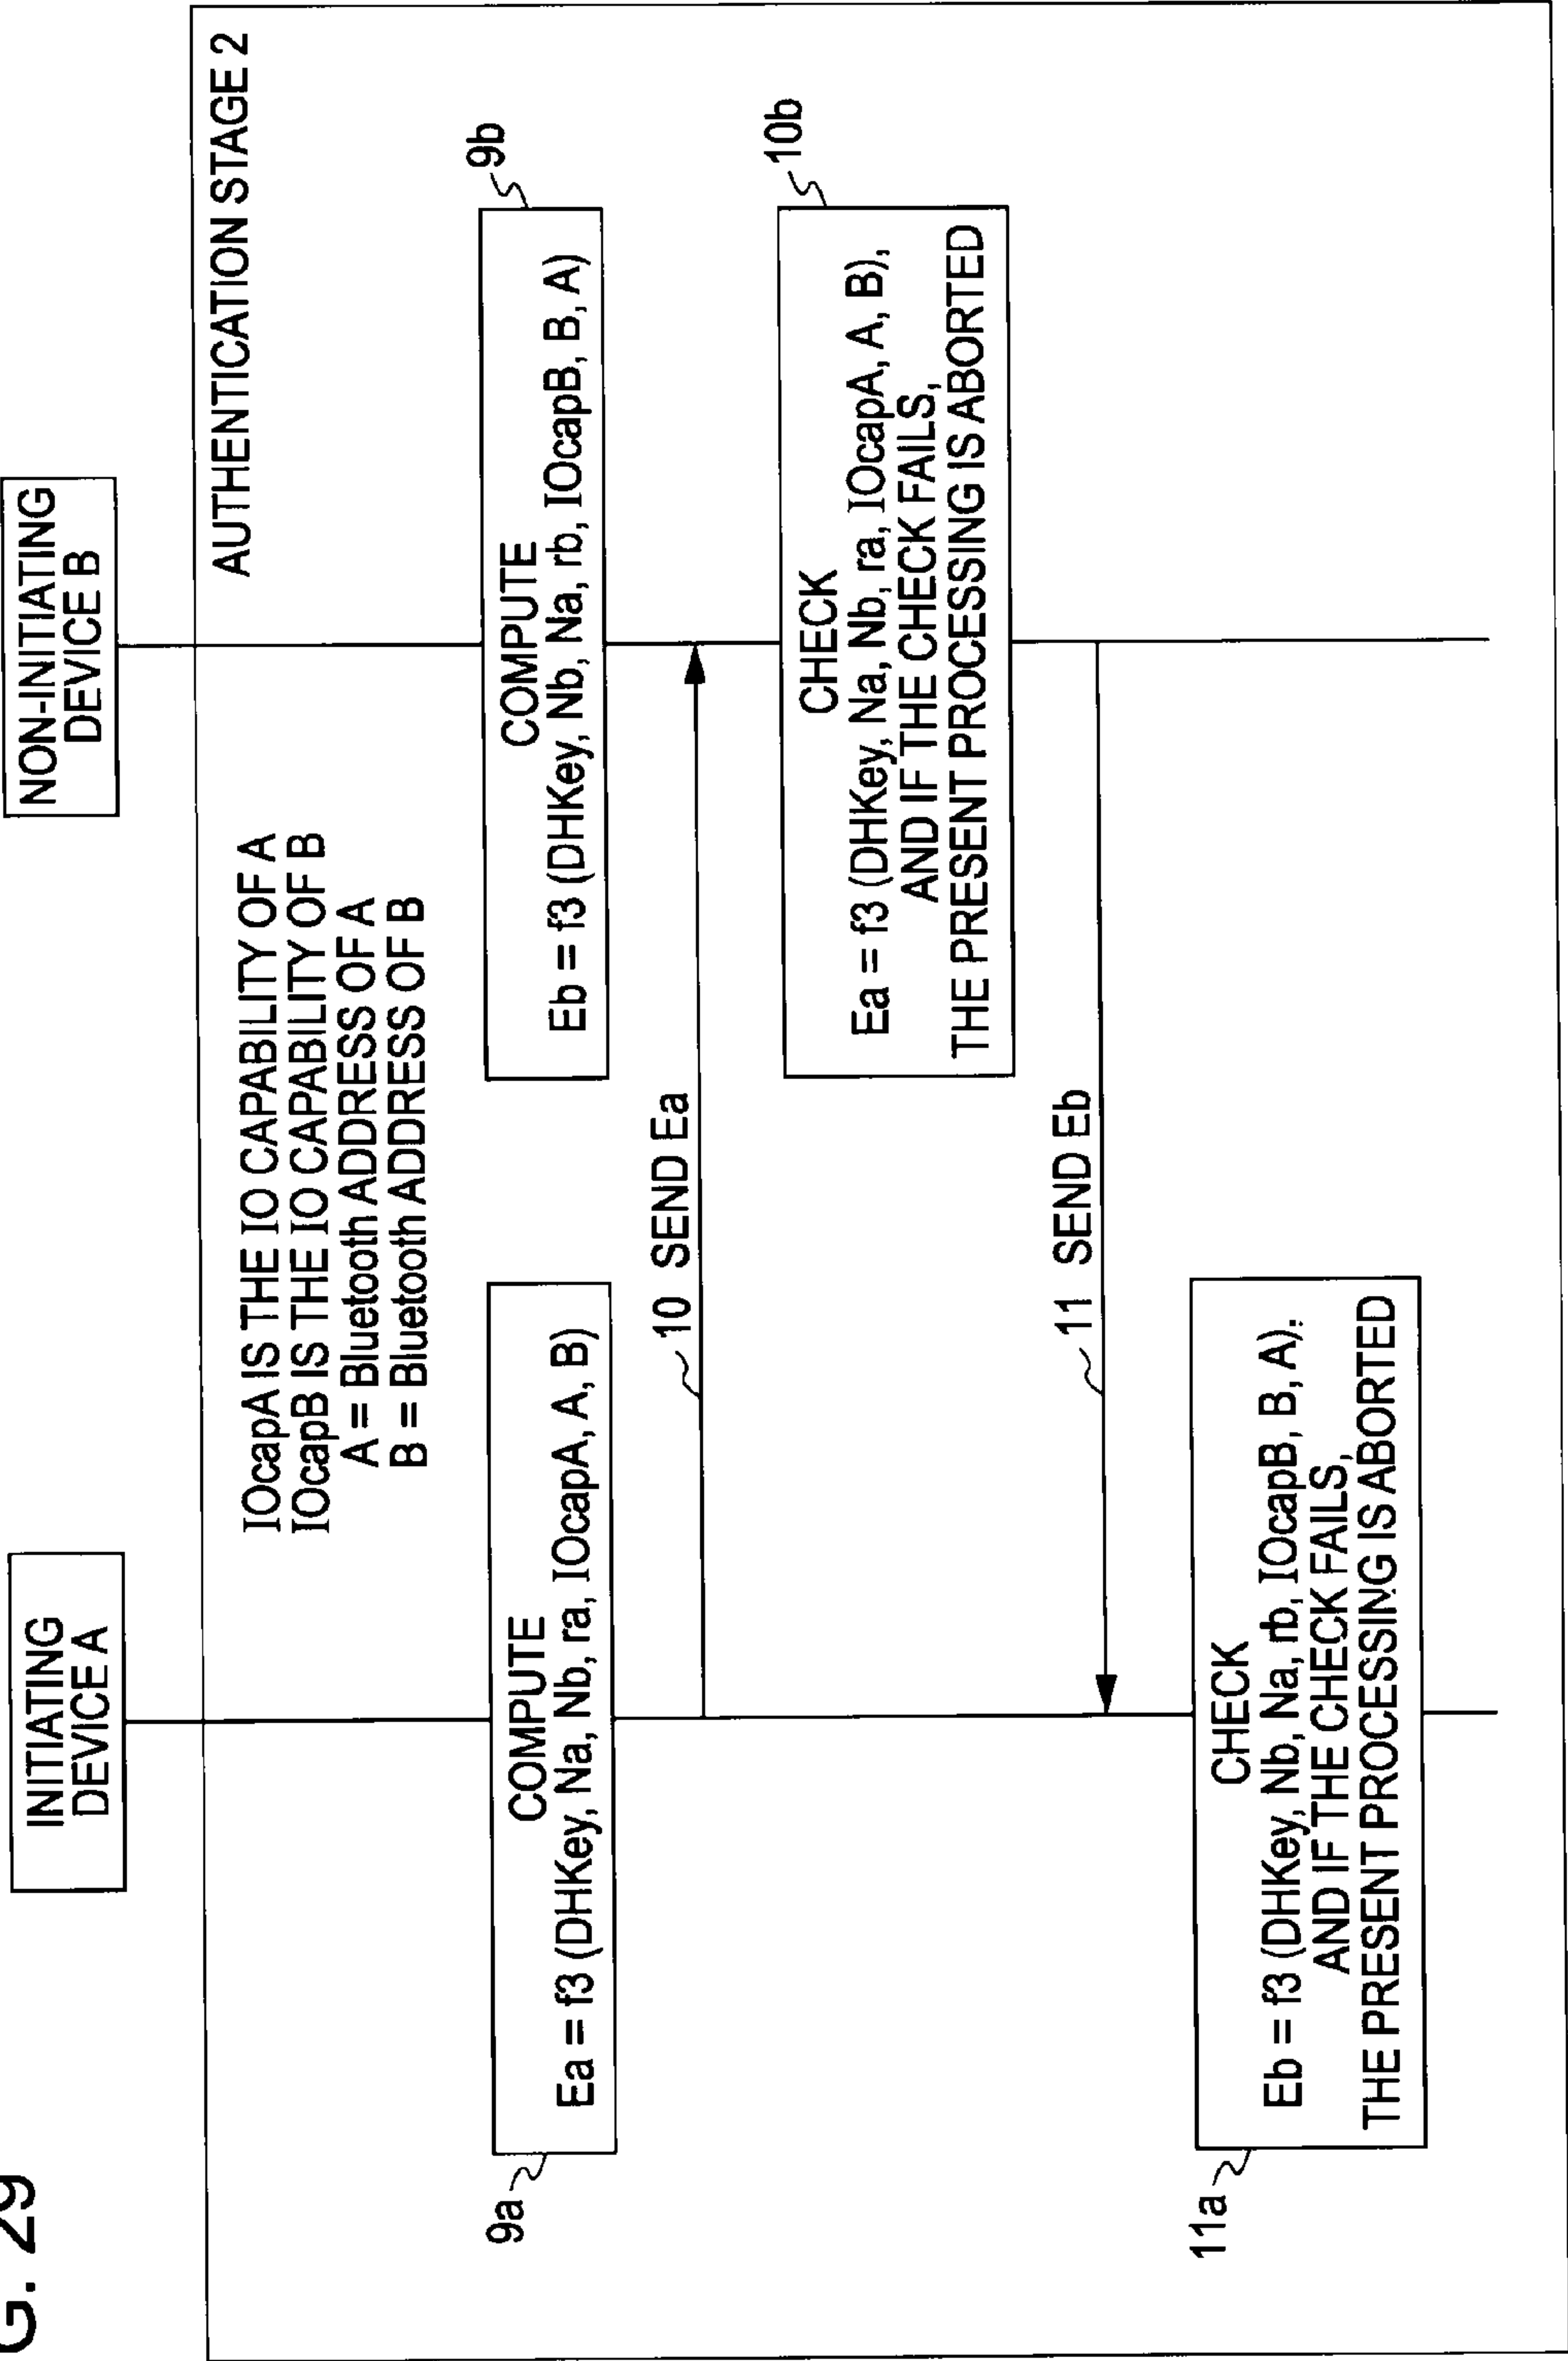 G. 29
INITIATING
DEVICE A
NON-INITIATING
DEVICE B
AUTHENTICATION STAGE 2
IOcapA IS THE IO CAPABILITY OF A
IOcapB IS THE IO CAPABILITY OF B
A = Bluetooth ADDRESS OF A
B = Bluetooth ADDRESS OF B
9a
COMPUTE
Ea = f3 (DHKey, Na, Nb, ra, IOcapA, A, B)
9b
COMPUTE
Eb = f3 (DHKey, Nb, Na, rb, IOcapB, B, A)
10 SEND Ea
10b
CHECK
Ea = f3 (DHKey, Na, Nb, ra, IOcapA, A, B),
AND IF THE CHECK FAILS,
THE PRESENT PROCESSING IS ABORTED
11 SEND Eb
11a
CHECK
Eb = f3 (DHKey, Nb, Na, rb, IOcapB, B, A).
AND IF THE CHECK FAILS,
THE PRESENT PROCESSING IS ABORTED